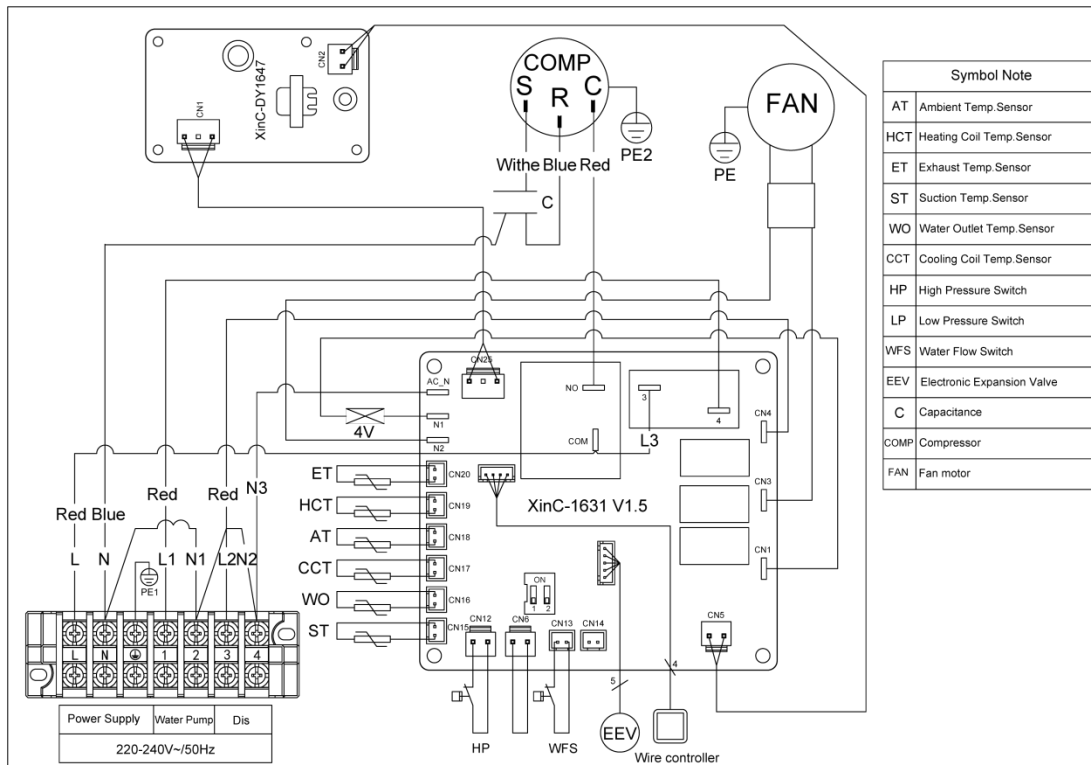 CN2
CN1
XinC-DY1647
COMP
S
R
C
PE2
Withe Blue Red
C
FAN
PE
Symbol Note
AT Ambient Temp.Sensor
HCT Heating Coil Temp.Sensor
ET Exhaust Temp.Sensor
ST Suction Temp.Sensor
WO Water Outlet Temp.Sensor
CCT Cooling Coil Temp.Sensor
HP High Pressure Switch
LP Low Pressure Switch
WFS Water Flow Switch
EEV Electronic Expansion Valve
C Capacitance
COMP Compressor
FAN Fan motor
CN25
AC_N
N1
N2
4V
NO
COM
3
4
L3
CN4
CN3
CN1
XinC-1631 V1.5
ET
HCT
AT
CCT
WO
ST
CN20
CN19
CN18
CN17
CN16
CN15
ON
1 2
CN12
CN6
CN13
CN14
CN5
HP
WFS
5
EEV
4
Wire controller
Red Blue
Red
Red
N3
L N
PE1
L1 N1
L2N2
L N 1 2 3 4
Power Supply Water Pump Dis
220-240V~/50Hz